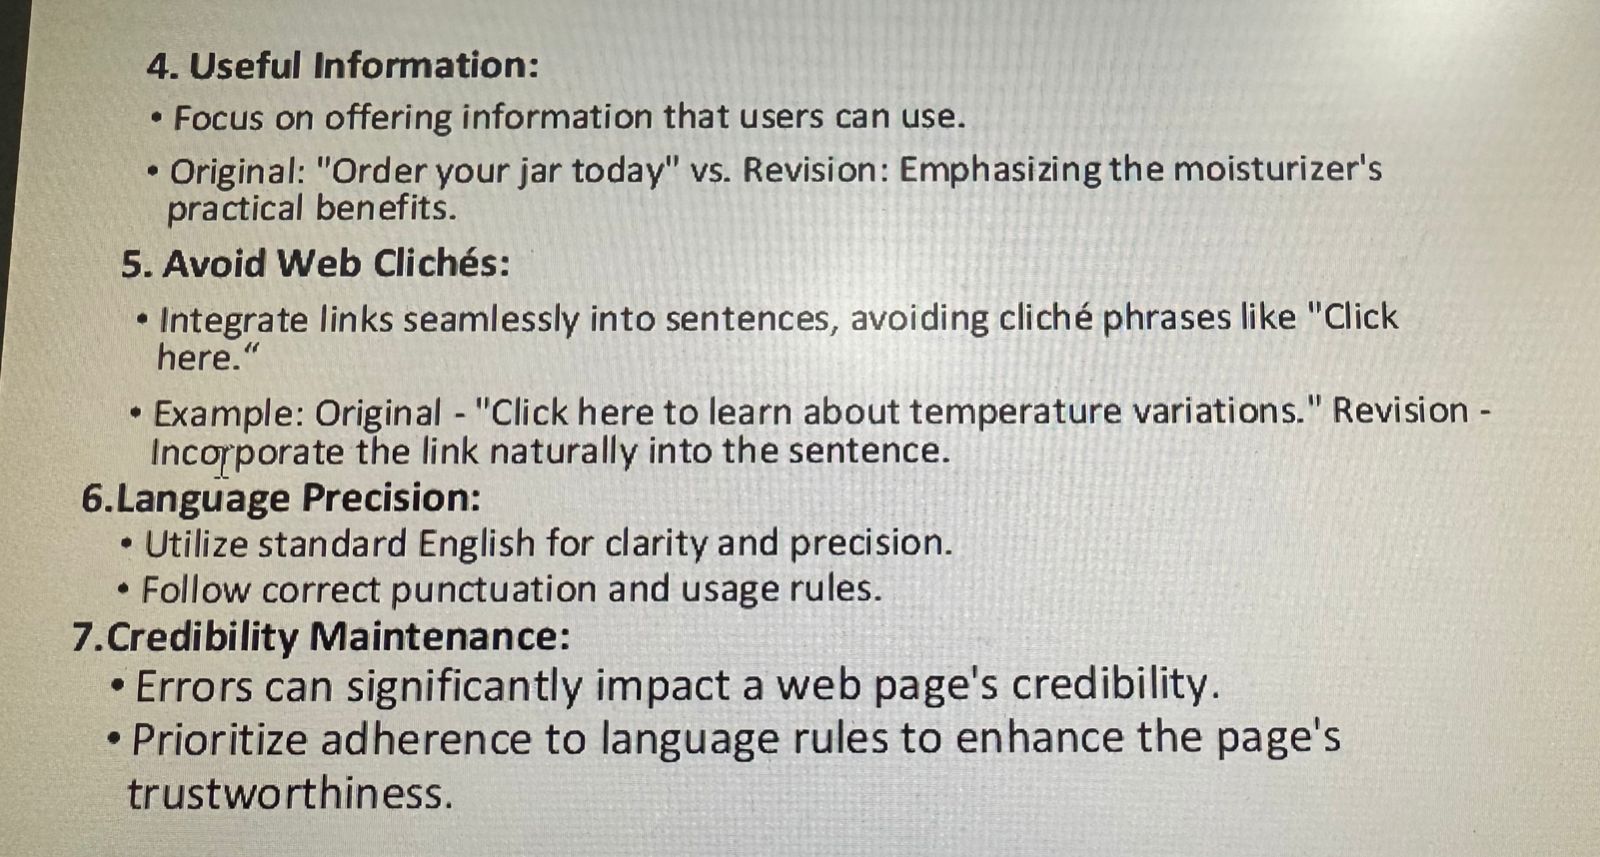 4. Useful Information:
• Focus on offering information that users can use.
• Original: "Order your jar today" vs. Revision: Emphasizing the moisturizer's
practical benefits.
5. Avoid Web Clichés:
• Integrate links seamlessly into sentences, avoiding cliché phrases like "Click
here.“
• Example: Original - "Click here to learn about temperature variations." Revision -
Incorporate the link naturally into the sentence.
6.Language Precision:
• Utilize standard English for clarity and precision.
• Follow correct punctuation and usage rules.
7.Credibility Maintenance:
• Errors can significantly impact a web page's credibility.
• Prioritize adherence to language rules to enhance the page's
trustworthiness.